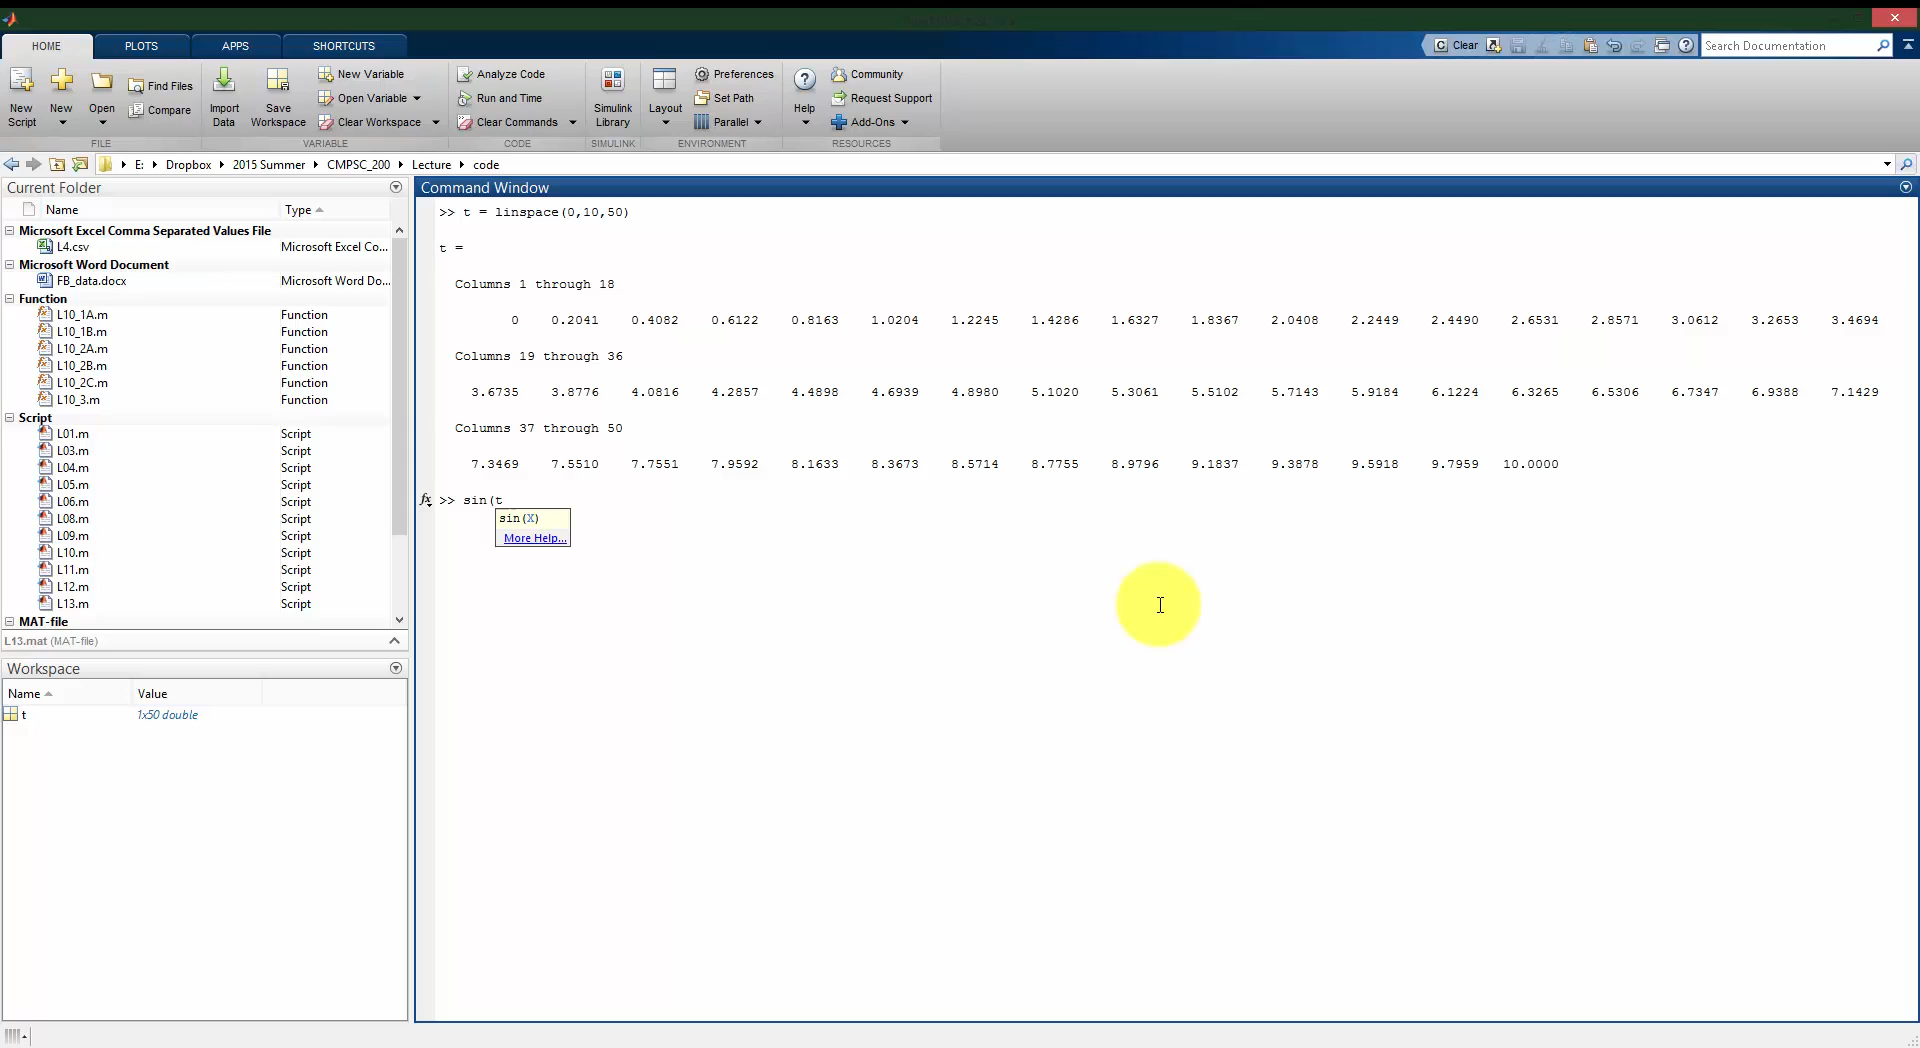 HOME PLOTS APPS SHORTCUTS
Clear
Search Documentation
New Script
New
Open
Find Files
Compare
FILE
Import Data
Save Workspace
New Variable
Open Variable
Clear Workspace
VARIABLE
Analyze Code
Run and Time
Clear Commands
CODE
Simulink Library
SIMULINK
Layout
Preferences
Set Path
Parallel
ENVIRONMENT
Help
Community
Request Support
Add-Ons
RESOURCES
E: Dropbox 2015 Summer CMPSC_200 Lecture code
Current Folder
Name Type
Microsoft Excel Comma Separated Values File
L4.csv Microsoft Excel Co...
Microsoft Word Document
FB_data.docx Microsoft Word Do...
Function
L10_1A.m Function
L10_1B.m Function
L10_2A.m Function
L10_2B.m Function
L10_2C.m Function
L10_3.m Function
Script
L01.m Script
L03.m Script
L04.m Script
L05.m Script
L06.m Script
L08.m Script
L09.m Script
L10.m Script
L11.m Script
L12.m Script
L13.m Script
MAT-file
L13.mat (MAT-file)
Workspace
Name Value
t 1x50 double
Command Window
>> t = linspace(0,10,50)
t =
Columns 1 through 18
0 0.2041 0.4082 0.6122 0.8163 1.0204 1.2245 1.4286 1.6327 1.8367 2.0408 2.2449 2.4490 2.6531 2.8571 3.0612 3.2653 3.4694
Columns 19 through 36
3.6735 3.8776 4.0816 4.2857 4.4898 4.6939 4.8980 5.1020 5.3061 5.5102 5.7143 5.9184 6.1224 6.3265 6.5306 6.7347 6.9388 7.1429
Columns 37 through 50
7.3469 7.5510 7.7551 7.9592 8.1633 8.3673 8.5714 8.7755 8.9796 9.1837 9.3878 9.5918 9.7959 10.0000
fx >> sin(t
sin(X)
More Help...